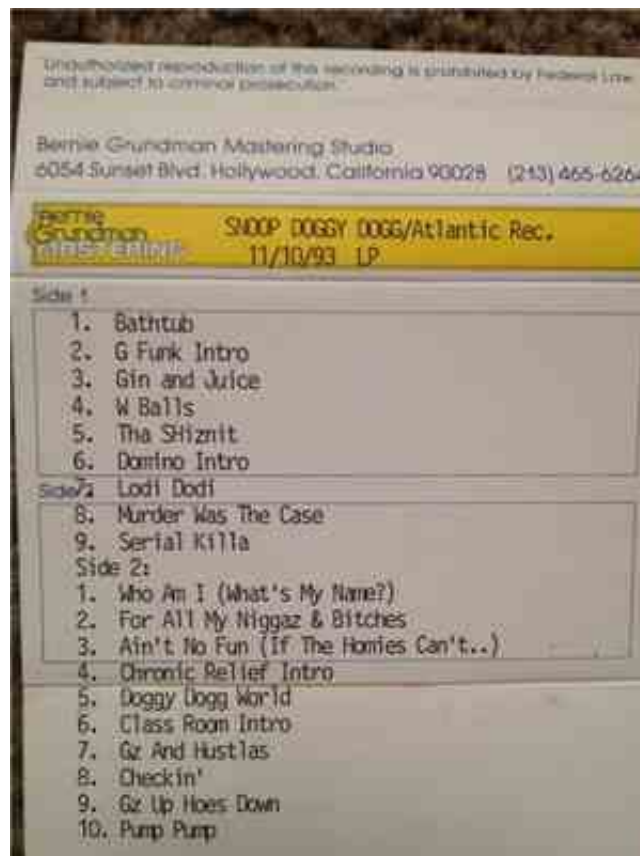 Unauthorized reproduction of this recording is prohibited by Federal Law
and subject to criminal prosecution.
Bernie Grundman Mastering Studio
6054 Sunset Blvd. Hollywood, California 90028 (213) 465-6264
Bernie
Grundman
MASTERING
SNOOP DOGGY DOGG/Atlantic Rec.
11/10/93 LP
Side 1
1. Bathtub
2. G Funk Intro
3. Gin and Juice
4. W Balls
5. Tha SHiznit
6. Domino Intro
Side 2
7. Lodi Dodi
8. Murder Was The Case
9. Serial Killa
Side 2:
1. Who Am I (What's My Name?)
2. For All My Niggaz & Bitches
3. Ain't No Fun (If The Homies Can't..)
4. Chronic Relief Intro
5. Doggy Dogg World
6. Class Room Intro
7. Gz And Hustlas
8. Checkin'
9. Gz Up Hoes Down
10. Pump Pump